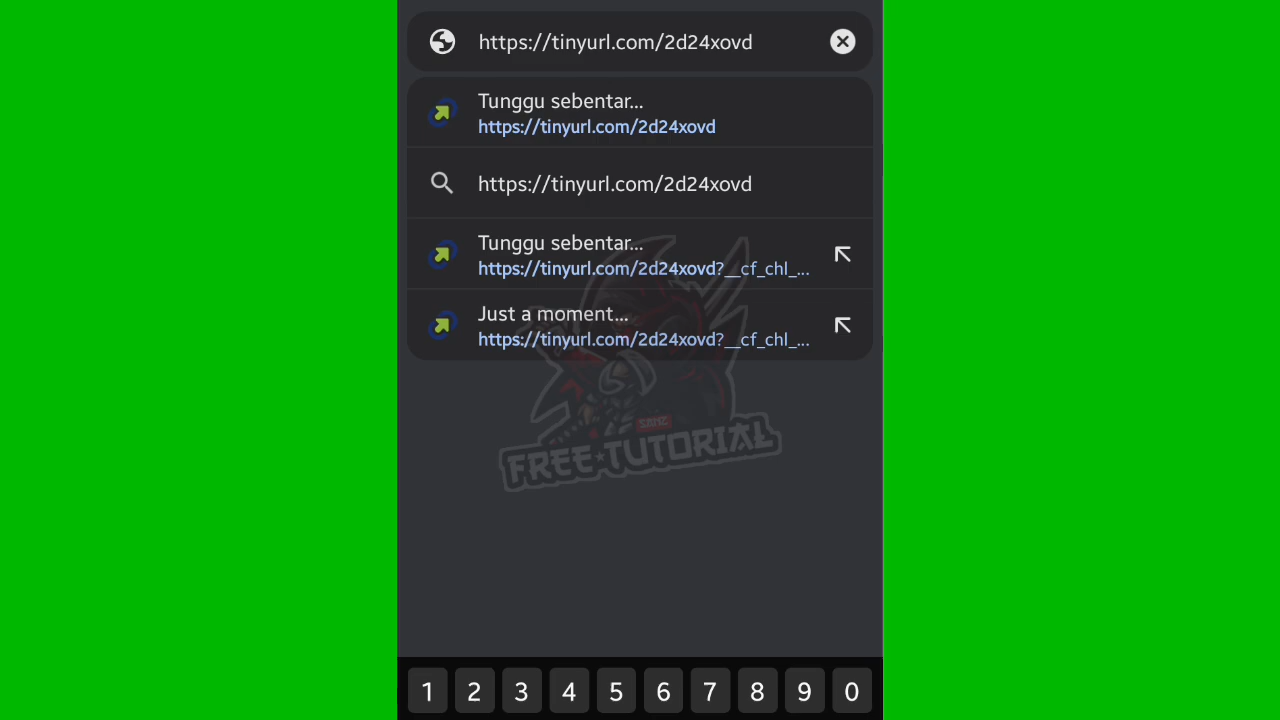 https://tinyurl.com/2d24xovd
Tunggu sebentar...
https://tinyurl.com/2d24xovd
https://tinyurl.com/2d24xovd
Tunggu sebentar...
https://tinyurl.com/2d24xovd?__cf_chl_...
Just a moment...
https://tinyurl.com/2d24xovd?__cf_chl_...
FREE TUTORIAL
1 2 3 4 5 6 7 8 9 0